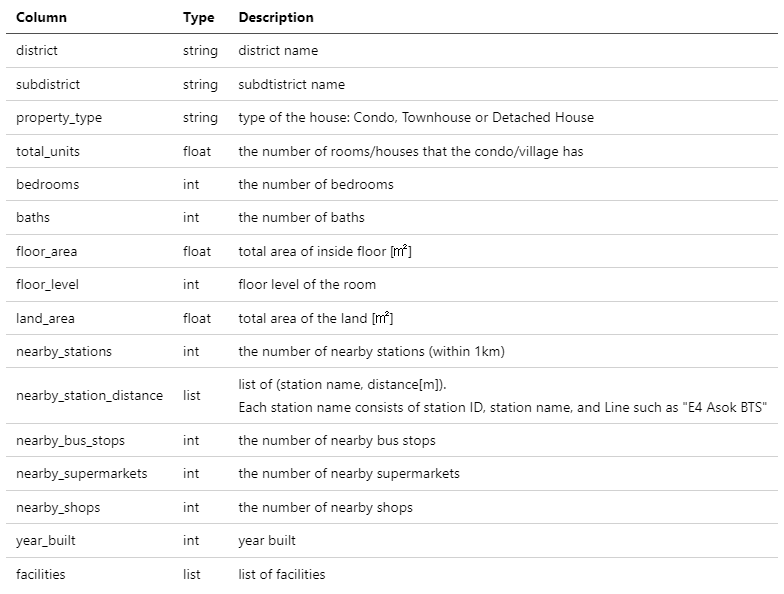 Column Type Description
district string district name
subdistrict string subdtistrict name
property_type string type of the house: Condo, Townhouse or Detached House
total_units float the number of rooms/houses that the condo/village has
bedrooms int the number of bedrooms
baths int the number of baths
floor_area float total area of inside floor [㎡]
floor_level int floor level of the room
land_area float total area of the land [㎡]
nearby_stations int the number of nearby stations (within 1km)
nearby_station_distance list list of (station name, distance[m]).
Each station name consists of station ID, station name, and Line such as "E4 Asok BTS"
nearby_bus_stops int the number of nearby bus stops
nearby_supermarkets int the number of nearby supermarkets
nearby_shops int the number of nearby shops
year_built int year built
facilities list list of facilities